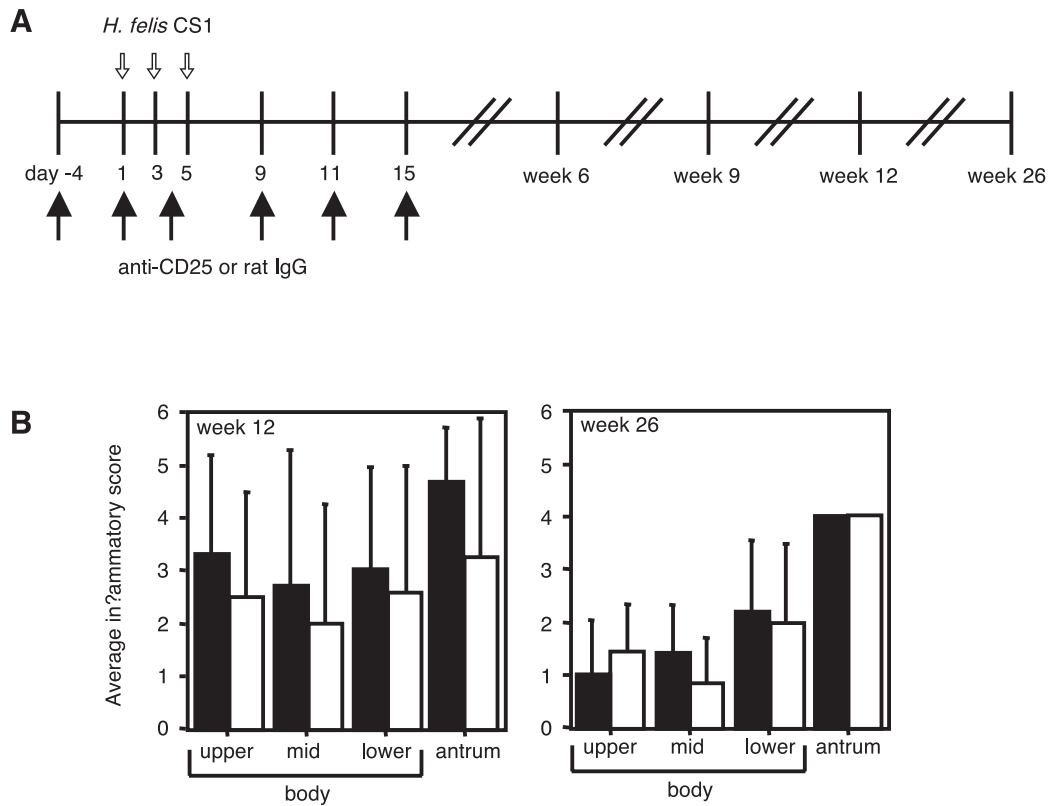 A
H. felis CS1
day -4 1 3 5 9 11 15 week 6 week 9 week 12 week 26
anti-CD25 or rat IgG
B
Average in?ammatory score
6
5
4
3
2
1
0
week 12
upper mid lower antrum
body
6
5
4
3
2
1
0
week 26
upper mid lower antrum
body